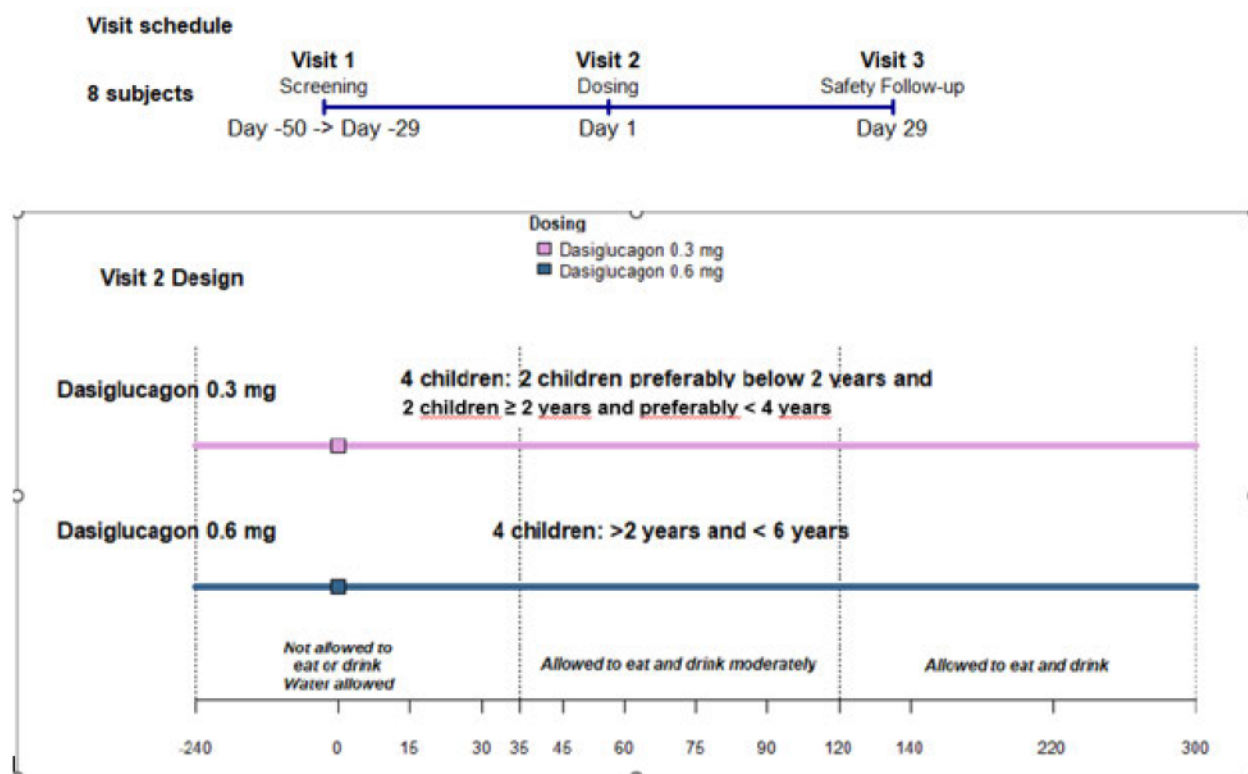 Visit schedule
Visit 1
Visit 2
Visit 3
8 subjects
Screening
Dosing
Safety Follow-up
Day -50 -> Day -29
Day 1
Day 29
Dosing
Dasiglucagon 0.3 mg
Dasiglucagon 0.6 mg
Visit 2 Design
Dasiglucagon 0.3 mg
4 children: 2 children preferably below 2 years and
2 children ≥ 2 years and preferably < 4 years
Dasiglucagon 0.6 mg
4 children: >2 years and < 6 years
Not allowed to
eat or drink
Water allowed
Allowed to eat and drink moderately
Allowed to eat and drink
-240 0 15 30 35 45 60 75 90 120 140 220 300